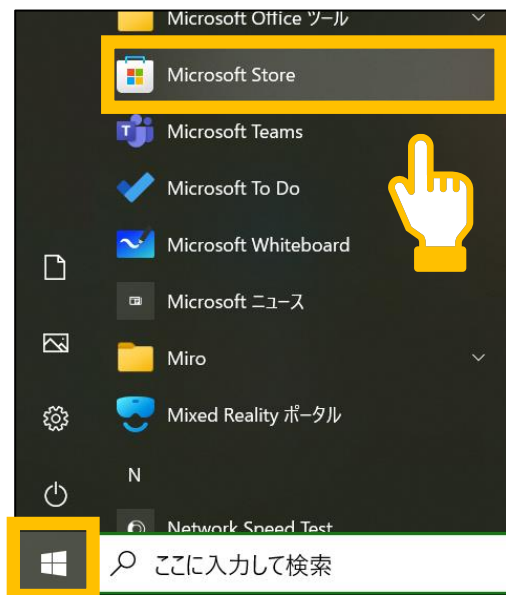 Microsoft Office ツール
Microsoft Store
Microsoft Teams
Microsoft To Do
Microsoft Whiteboard
Microsoft ニュース
Miro
Mixed Reality ポータル
N
Network Speed Test
ここに入力して検索